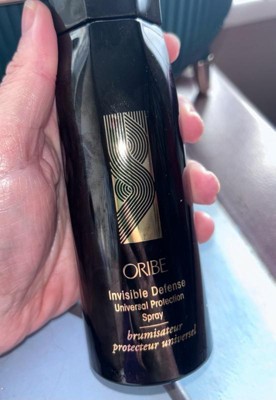 ORIBE
Invisible Defense
Universal Protection
Spray
brumisateur
protecteur universel